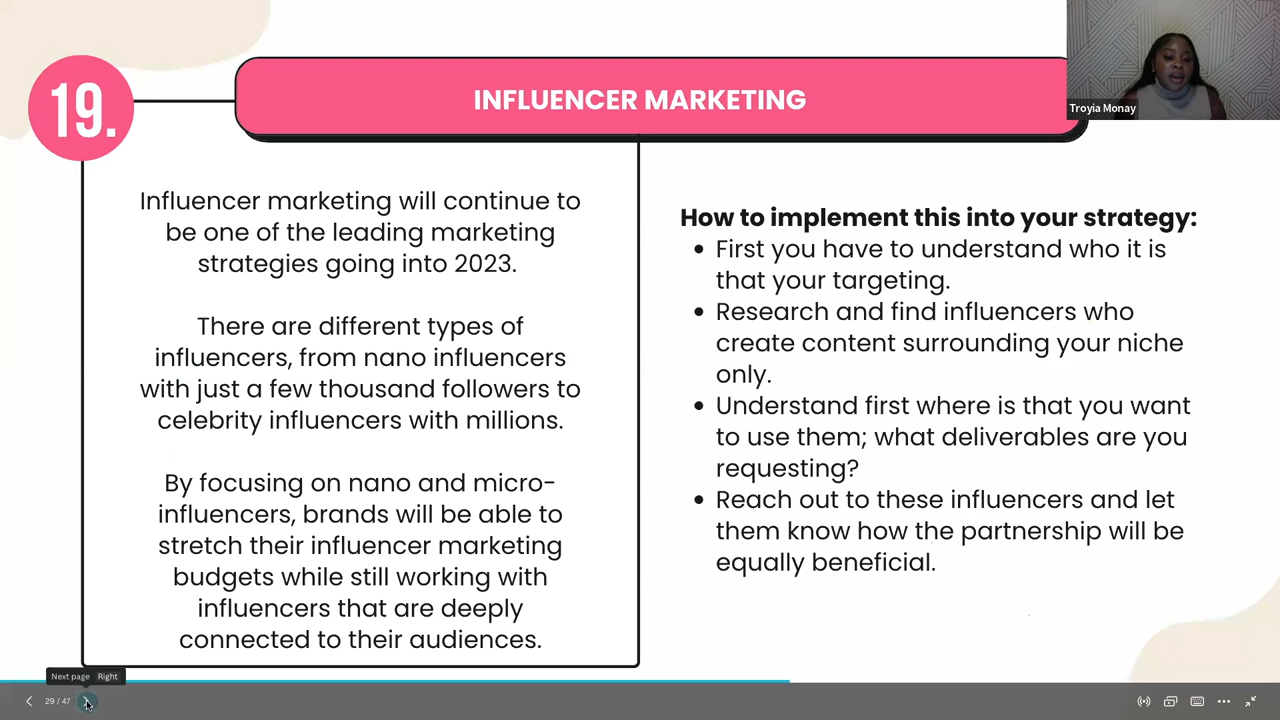 19.
INFLUENCER MARKETING
Troyia Monay
Influencer marketing will continue to
be one of the leading marketing
strategies going into 2023.
There are different types of
influencers, from nano influencers
with just a few thousand followers to
celebrity influencers with millions.
By focusing on nano and micro-
influencers, brands will be able to
stretch their influencer marketing
budgets while still working with
influencers that are deeply
connected to their audiences.
How to implement this into your strategy:
• First you have to understand who it is
that your targeting.
• Research and find influencers who
create content surrounding your niche
only.
• Understand first where is that you want
to use them; what deliverables are you
requesting?
• Reach out to these influencers and let
them know how the partnership will be
equally beneficial.
Next page Right
29 / 47